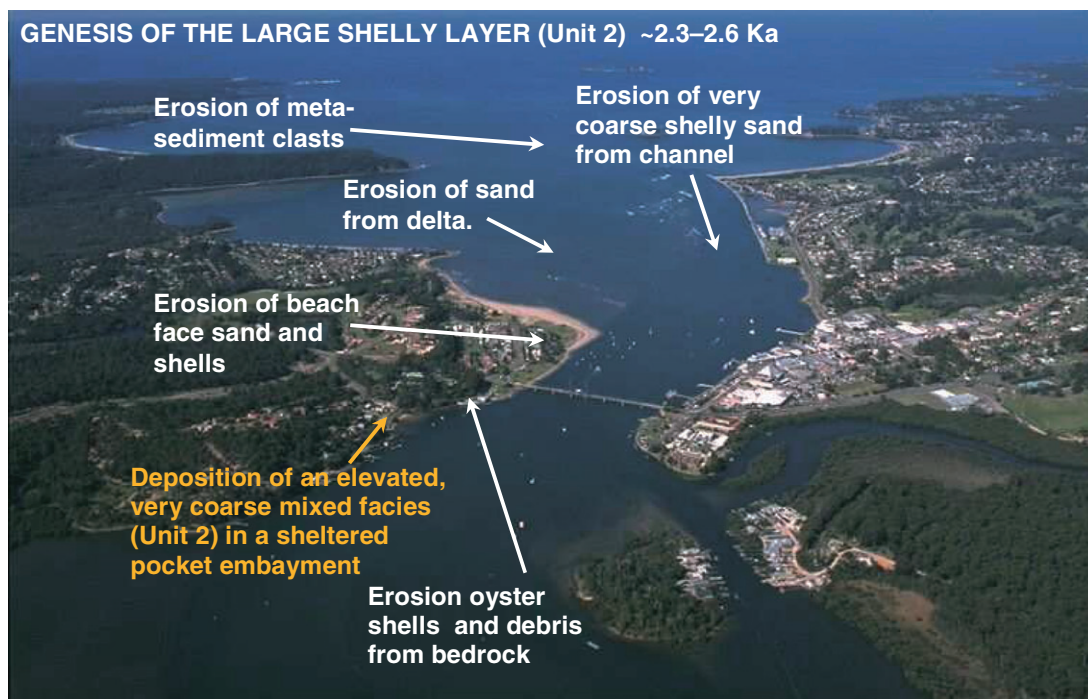 GENESIS OF THE LARGE SHELLY LAYER (Unit 2)  ~2.3–2.6 Ka
Erosion of meta-
sediment clasts
Erosion of very
coarse shelly sand
from channel
Erosion of sand
from delta.
Erosion of beach
face sand and
shells
Deposition of an elevated,
very coarse mixed facies
(Unit 2) in a sheltered
pocket embayment
Erosion oyster
shells  and debris
from bedrock